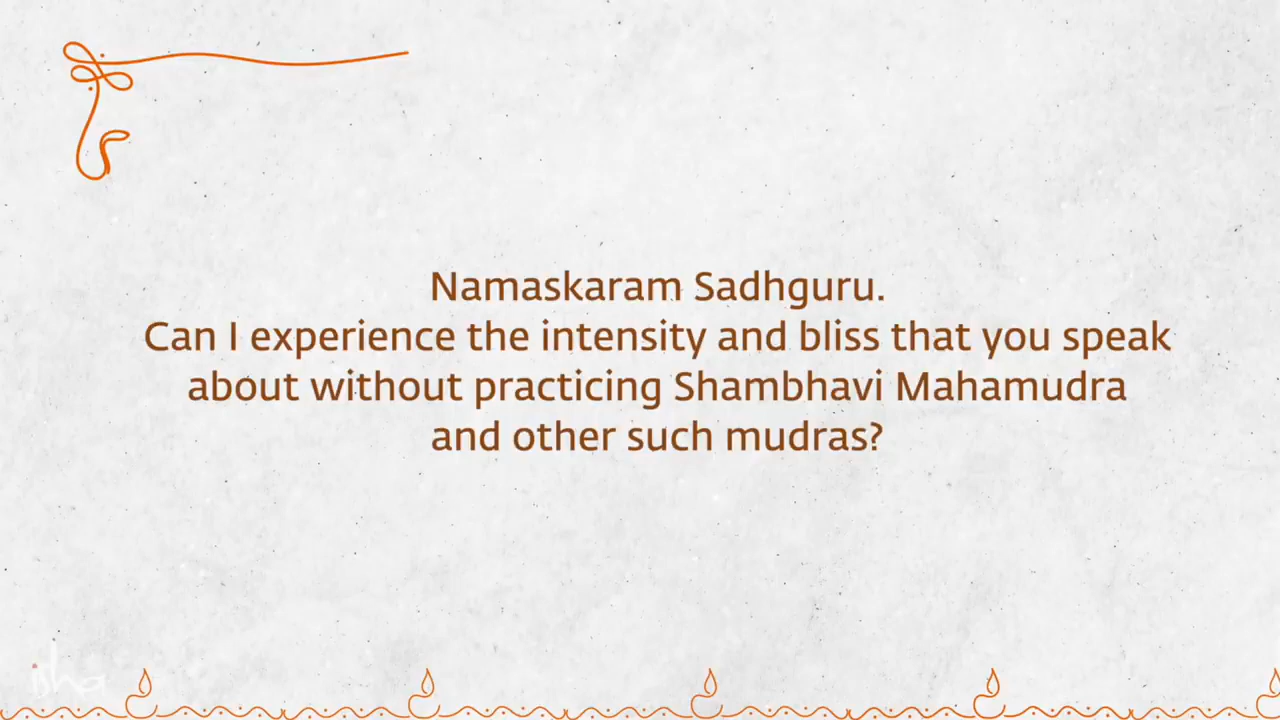 Namaskaram Sadhguru.
Can I experience the intensity and bliss that you speak
about without practicing Shambhavi Mahamudra
and other such mudras?
isha